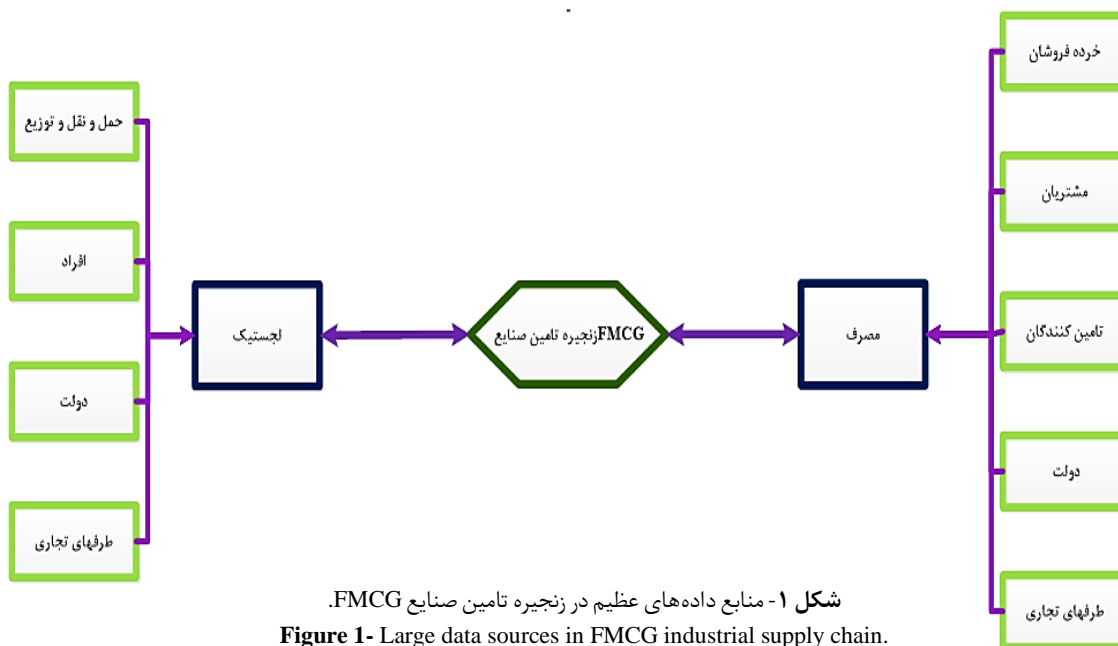 خرده فروشان
مشتریان
تامین کنندگان
دولت
طرفهای تجاری
مصرف
FMCGزنجیره تامین صنایع
لجستیک
حمل و نقل و توزیع
افراد
دولت
طرفهای تجاری
شکل ۱- منابع داده‌های عظیم در زنجیره تامین صنایع FMCG.
Figure 1- Large data sources in FMCG industrial supply chain.